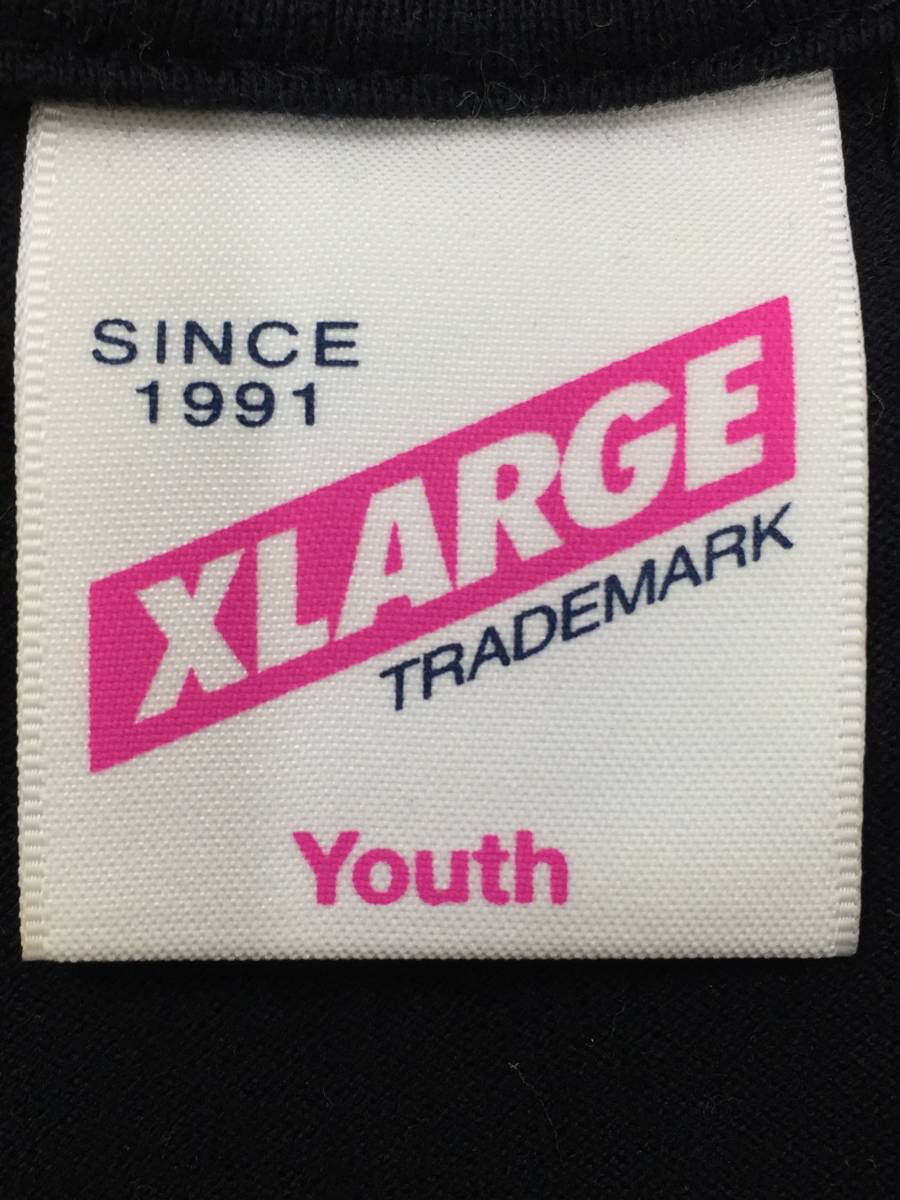 SINCE
1991
XLARGE
TRADEMARK
Youth